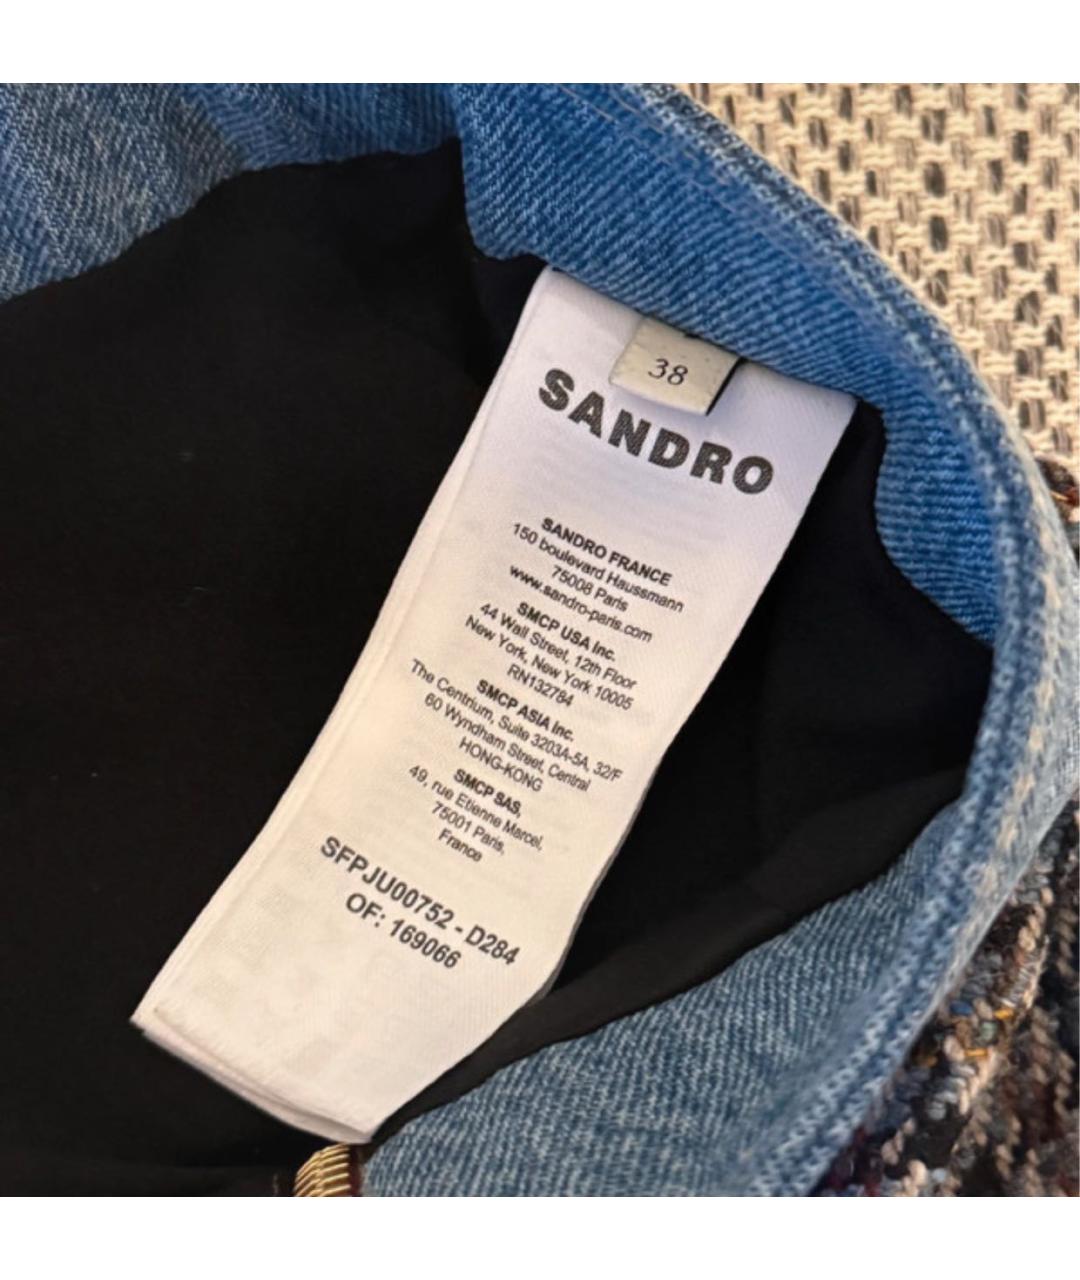 38
SANDRO
SANDRO FRANCE
150 boulevard Haussmann
75008 Paris
www.sandro-paris.com
SMCP USA Inc.
44 Wall Street, 12th Floor
New York, New York 10005
RN132784
SMCP ASIA Inc.
The Centrium, Suite 3203A-5A, 32/F
60 Wyndham Street, Central
HONG-KONG
SMCP SAS,
49, rue Etienne Marcel,
75001 Paris,
France
SFPJU00752 - D284
OF: 169066